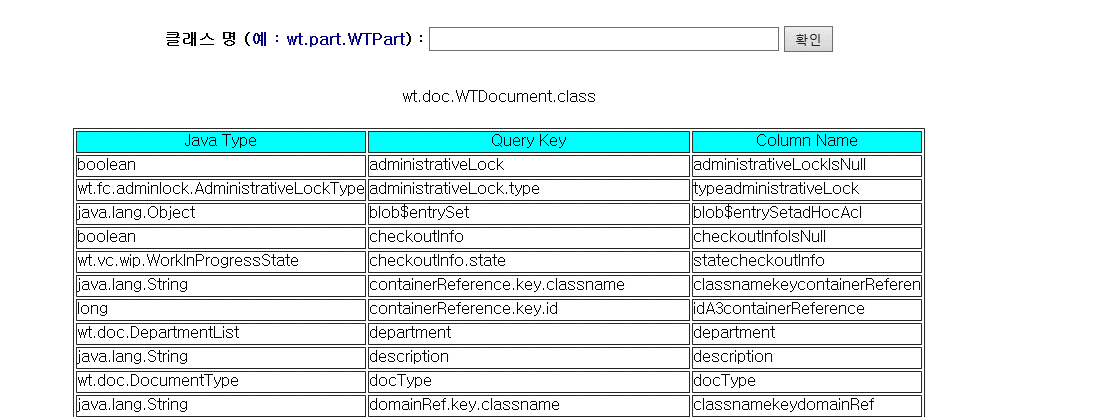 클래스 명 (예 : wt.part.WTPart) : 확인
wt.doc.WTDocument.class
Java Type Query Key Column Name
boolean administrativeLock administrativeLockIsNull
wt.fc.adminlock.AdministrativeLockType administrativeLock.type typeadministrativeLock
java.lang.Object blob$entrySet blob$entrySetadHocAcl
boolean checkoutInfo checkoutInfoIsNull
wt.vc.wip.WorkInProgressState checkoutInfo.state statecheckoutInfo
java.lang.String containerReference.key.classname classnamekeycontainerReferen
long containerReference.key.id idA3containerReference
wt.doc.DepartmentList department department
java.lang.String description description
wt.doc.DocumentType docType docType
java.lang.String domainRef.key.classname classnamekeydomainRef